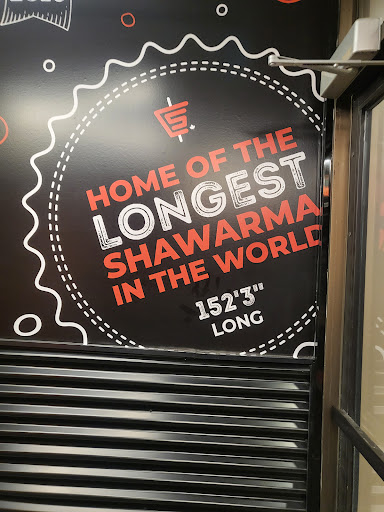 HOME OF THE
LONGEST
SHAWARMA
IN THE WORLD
152'3"
LONG